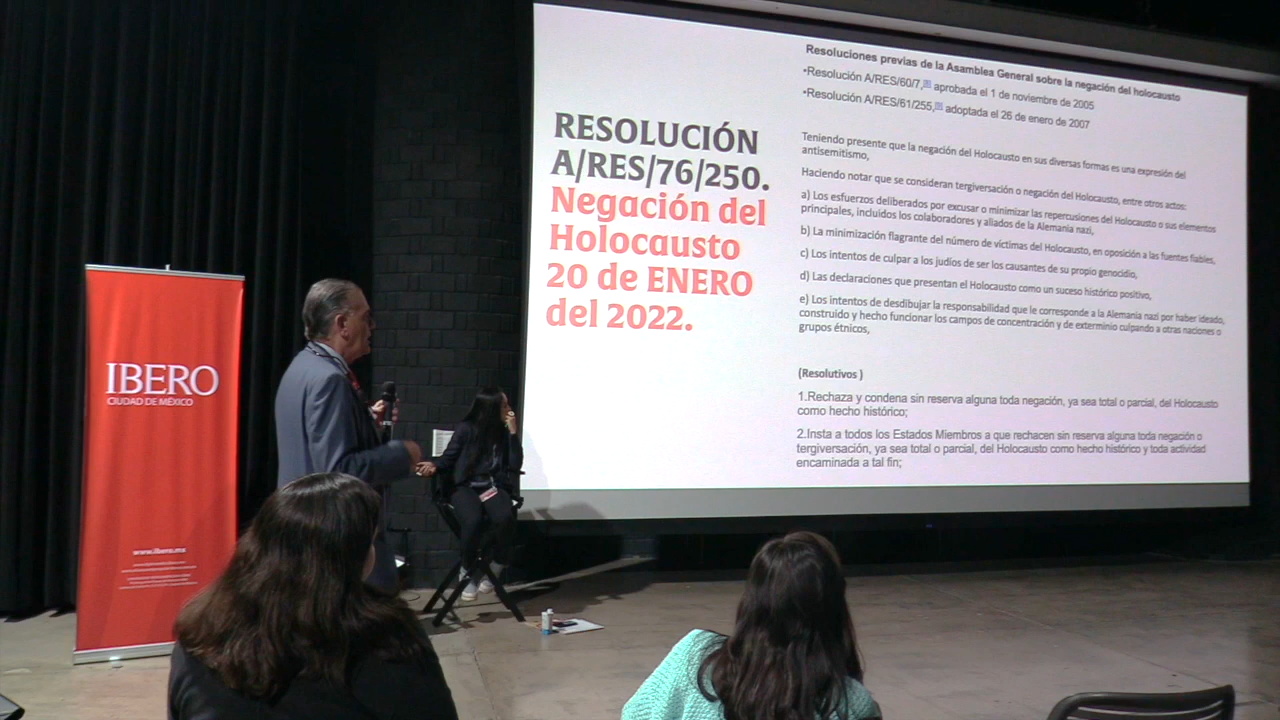 IBERO
CIUDAD DE MÉXICO
www.ibero.mx
RESOLUCIÓN
A/RES/76/250.
Negación del
Holocausto
20 de ENERO
del 2022.
Resoluciones previas de la Asamblea General sobre la negación del holocausto
•Resolución A/RES/60/7, aprobada el 1 de noviembre de 2005
•Resolución A/RES/61/255, adoptada el 26 de enero de 2007
Teniendo presente que la negación del Holocausto en sus diversas formas es una expresión del
antisemitismo,
Haciendo notar que se consideran tergiversación o negación del Holocausto, entre otros actos:
a) Los esfuerzos deliberados por excusar o minimizar las repercusiones del Holocausto o sus elementos
principales, incluidos los colaboradores y aliados de la Alemania nazi,
b) La minimización flagrante del número de víctimas del Holocausto, en oposición a las fuentes fiables,
c) Los intentos de culpar a los judíos de ser los causantes de su propio genocidio,
d) Las declaraciones que presentan el Holocausto como un suceso histórico positivo,
e) Los intentos de desdibujar la responsabilidad que le corresponde a la Alemania nazi por haber ideado,
construido y hecho funcionar los campos de concentración y de exterminio culpando a otras naciones o
grupos étnicos,
(Resolutivos )
1.Rechaza y condena sin reserva alguna toda negación, ya sea total o parcial, del Holocausto
como hecho histórico;
2.Insta a todos los Estados Miembros a que rechacen sin reserva alguna toda negación o
tergiversación, ya sea total o parcial, del Holocausto como hecho histórico y toda actividad
encaminada a tal fin;